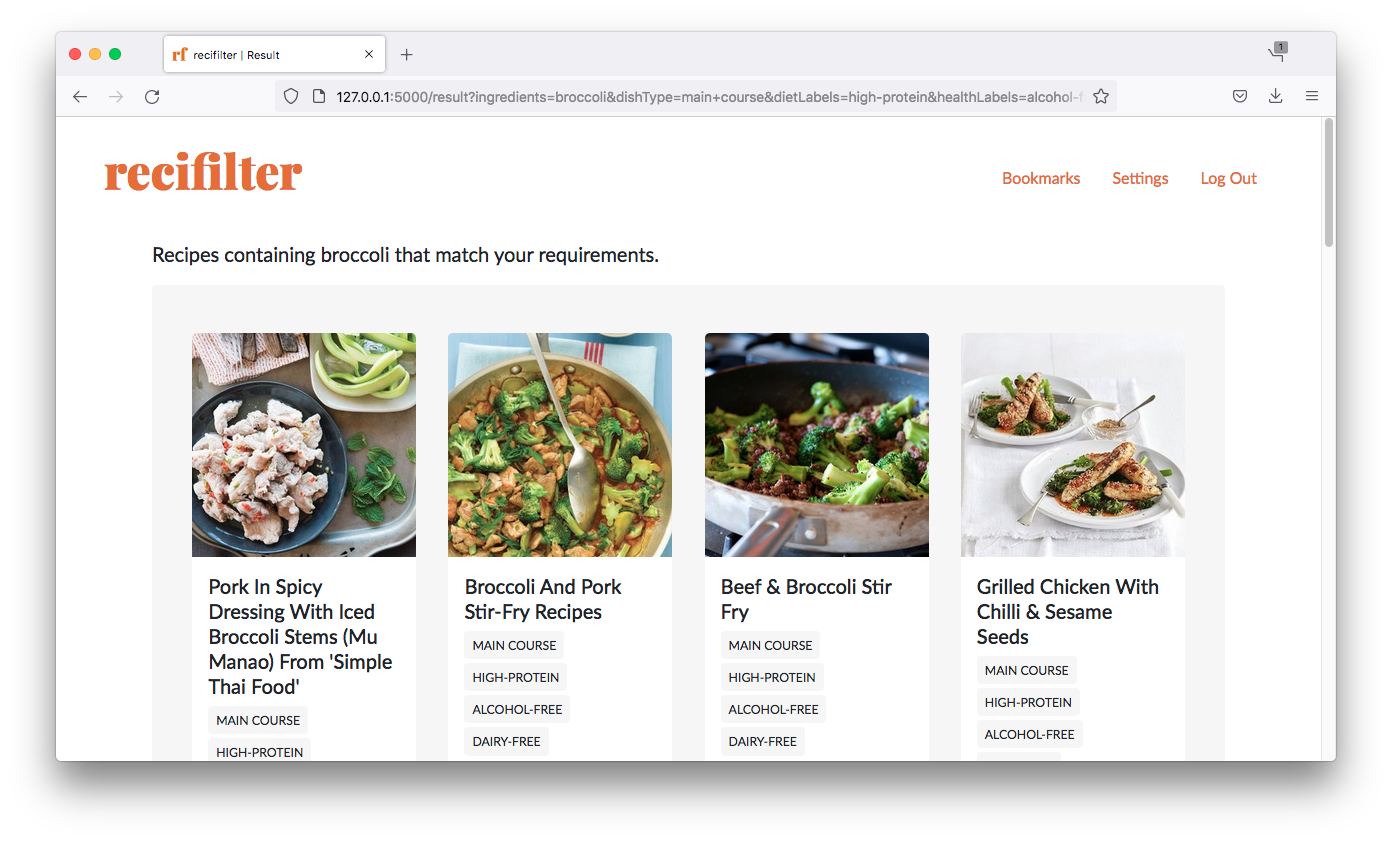 rf recifilter | Result
1
127.0.0.1:5000/result?ingredients=broccoli&dishType=main+course&dietLabels=high-protein&healthLabels=alcohol-f
recifilter
Bookmarks Settings Log Out
Recipes containing broccoli that match your requirements.
Pork In Spicy
Dressing With Iced
Broccoli Stems (Mu
Manao) From 'Simple
Thai Food'
MAIN COURSE
HIGH-PROTEIN
Broccoli And Pork
Stir-Fry Recipes
MAIN COURSE
HIGH-PROTEIN
ALCOHOL-FREE
DAIRY-FREE
Beef & Broccoli Stir
Fry
MAIN COURSE
HIGH-PROTEIN
ALCOHOL-FREE
DAIRY-FREE
Grilled Chicken With
Chilli & Sesame
Seeds
MAIN COURSE
HIGH-PROTEIN
ALCOHOL-FREE